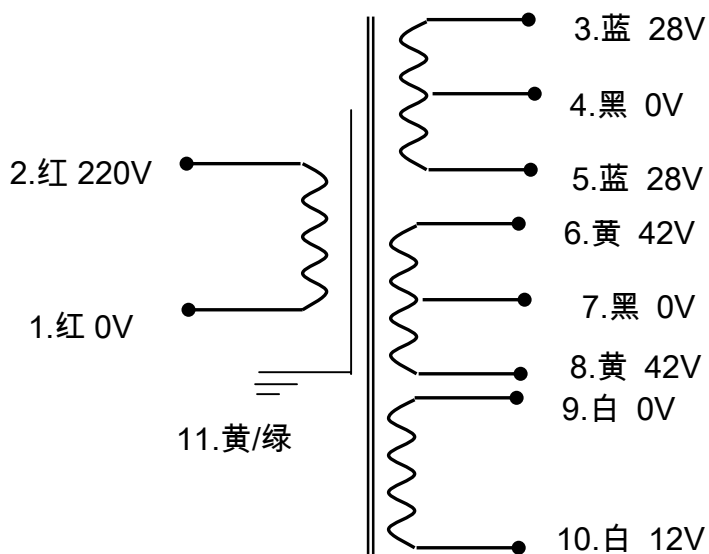 3.蓝 28V
4.黑 0V
2.红 220V
5.蓝 28V
6.黄 42V
7.黑 0V
1.红 0V
8.黄 42V
9.白 0V
11.黄/绿
10.白 12V